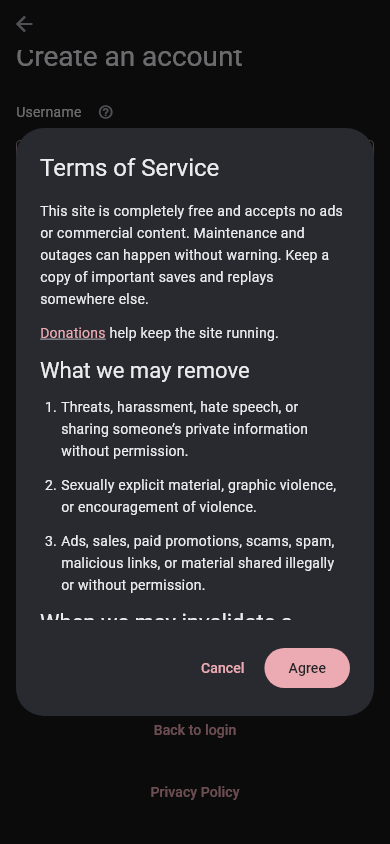 Create an account
Username
Terms of Service
This site is completely free and accepts no ads
or commercial content. Maintenance and
outages can happen without warning. Keep a
copy of important saves and replays
somewhere else.
Donations help keep the site running.
What we may remove
1. Threats, harassment, hate speech, or
sharing someone’s private information
without permission.
2. Sexually explicit material, graphic violence,
or encouragement of violence.
3. Ads, sales, paid promotions, scams, spam,
malicious links, or material shared illegally
or without permission.
When we may invalidate a
Cancel
Agree
Back to login
Privacy Policy